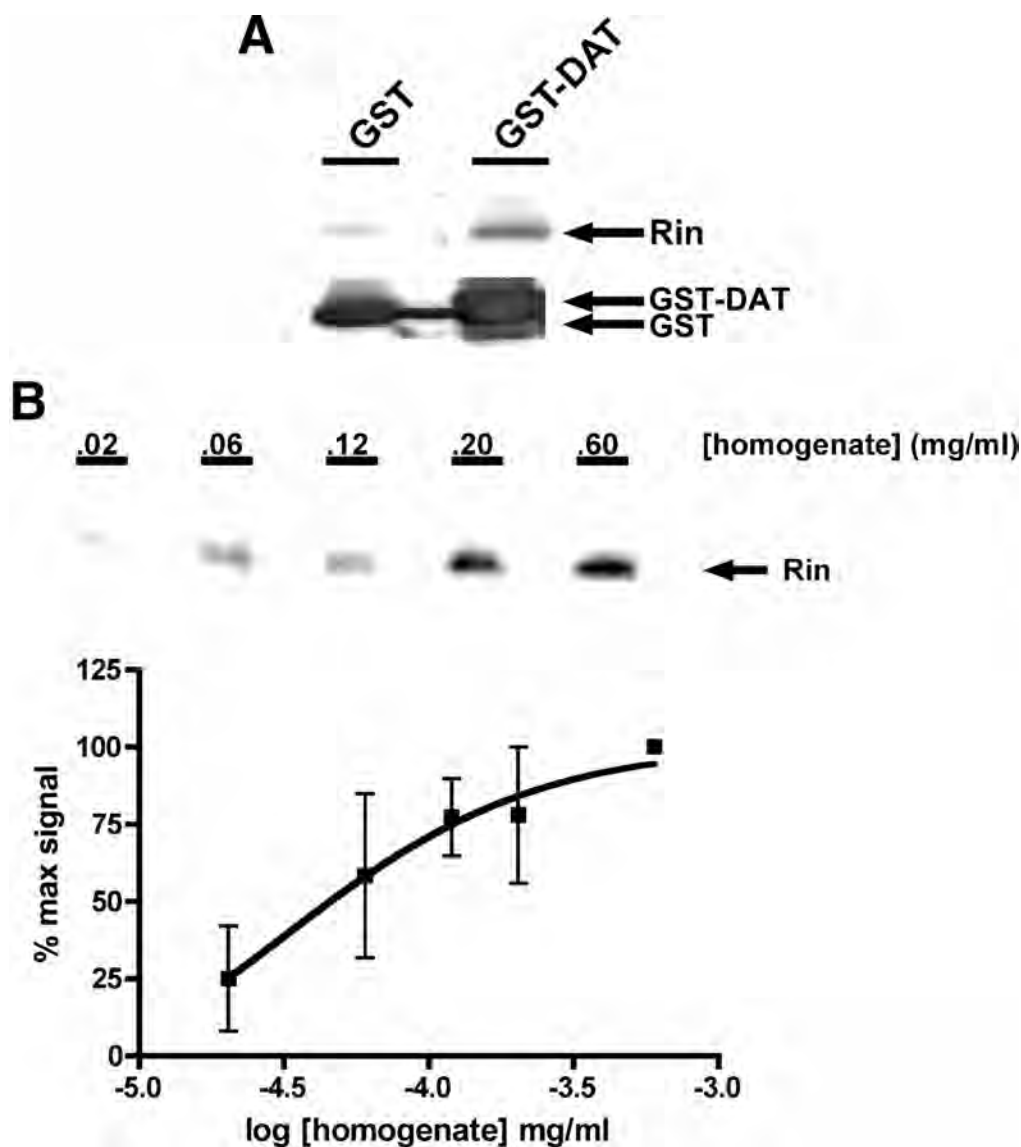 A
GST
GST-DAT
Rin
GST-DAT
GST
B
.02 .06 .12 .20 .60 [homogenate] (mg/ml)
Rin
125
100
75
50
25
0
% max signal
-5.0 -4.5 -4.0 -3.5 -3.0
log [homogenate] mg/ml